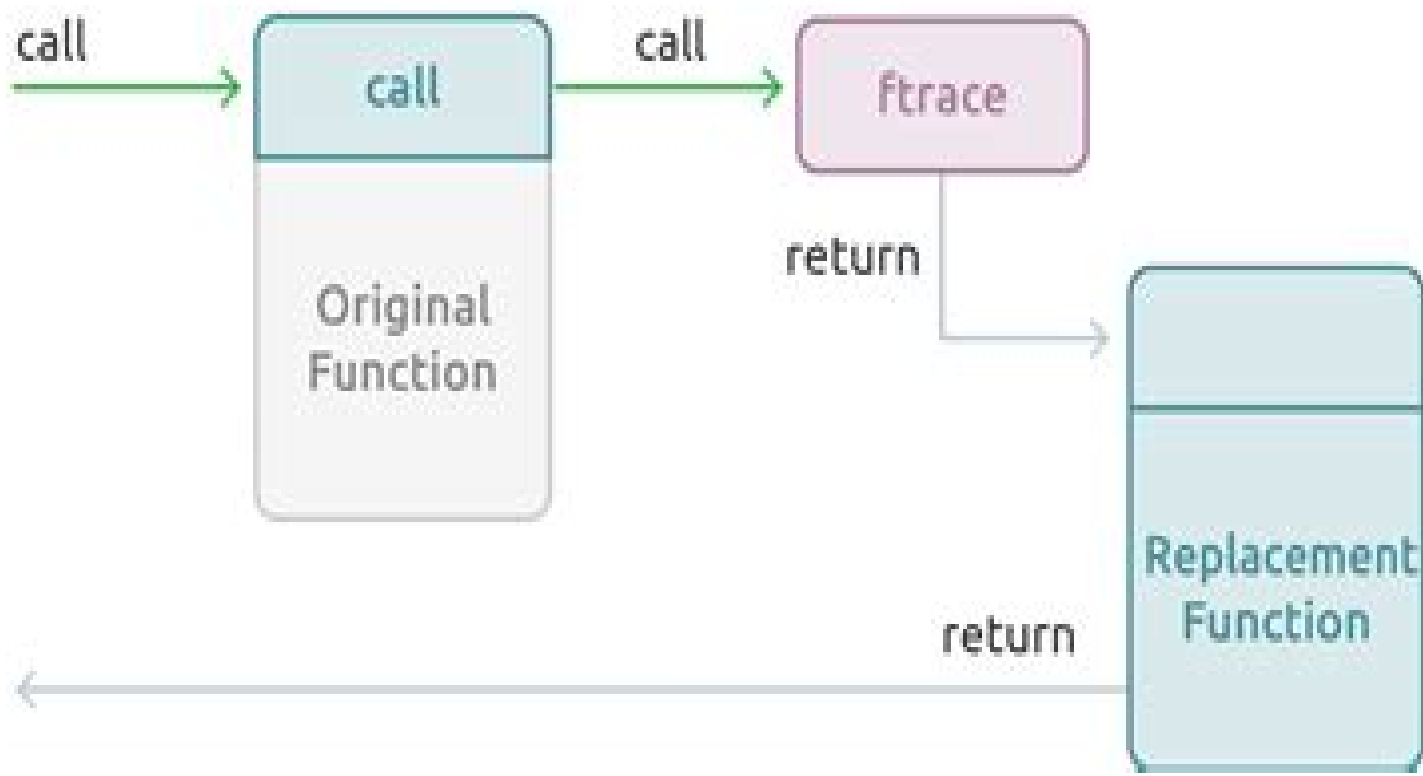 call
call
call
ftrace
return
Original
Function
Replacement
Function
return